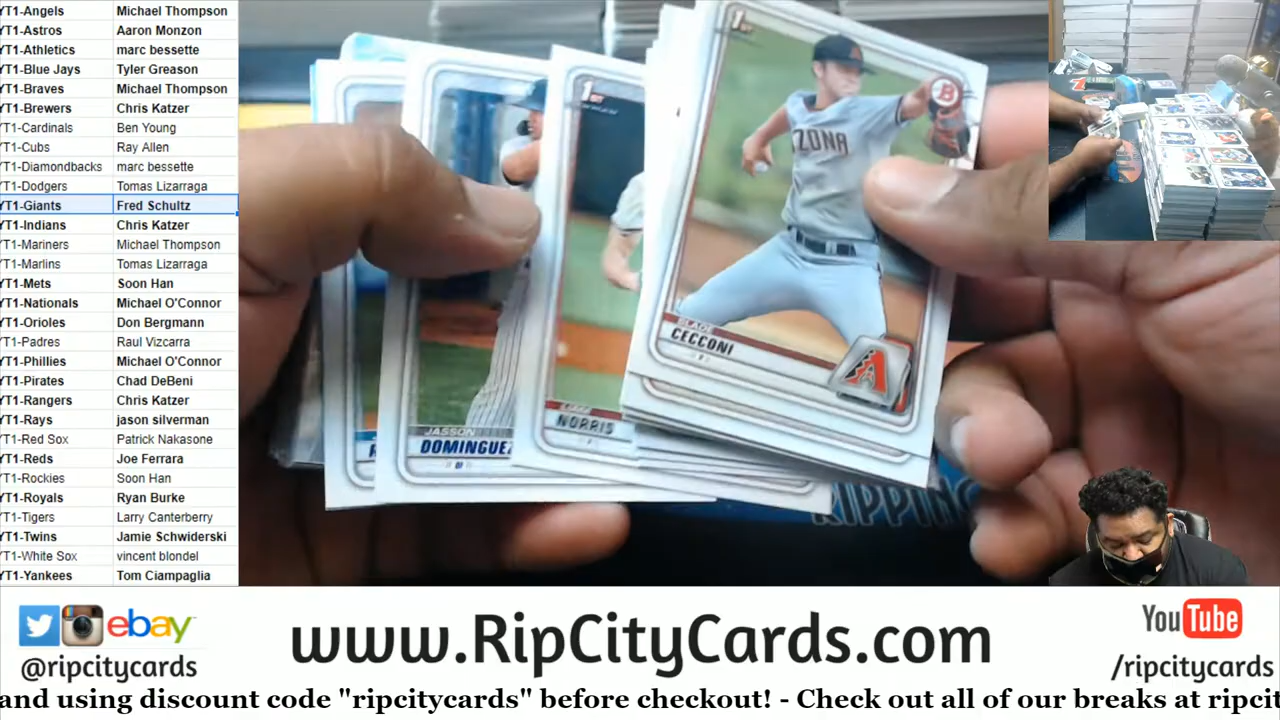 YT1-Angels Michael Thompson
YT1-Astros Aaron Monzon
YT1-Athletics marc bessette
YT1-Blue Jays Tyler Greason
YT1-Braves Michael Thompson
YT1-Brewers Chris Katzer
YT1-Cardinals Ben Young
YT1-Cubs Ray Allen
YT1-Diamondbacks marc bessette
YT1-Dodgers Tomas Lizarraga
YT1-Giants Fred Schultz
YT1-Indians Chris Katzer
YT1-Mariners Michael Thompson
YT1-Marlins Tomas Lizarraga
YT1-Mets Soon Han
YT1-Nationals Michael O'Connor
YT1-Orioles Don Bergmann
YT1-Padres Raul Vizcarra
YT1-Phillies Michael O'Connor
YT1-Pirates Chad DeBeni
YT1-Rangers Chris Katzer
YT1-Rays jason silverman
YT1-Red Sox Patrick Nakasone
YT1-Reds Joe Ferrara
YT1-Rockies Soon Han
YT1-Royals Ryan Burke
YT1-Tigers Larry Canterberry
YT1-Twins Jamie Schwiderski
YT1-White Sox vincent blondel
YT1-Yankees Tom Ciampaglia
1ST
B
ZONA
SLADE
CECCONI
A
1ST
NORRIS
JASSON
DOMINGUEZ
OF
RIPPING
ebay
@ripcitycards
www.RipCityCards.com
YouTube
/ripcitycards
and using discount code "ripcitycards" before checkout! - Check out all of our breaks at ripcit